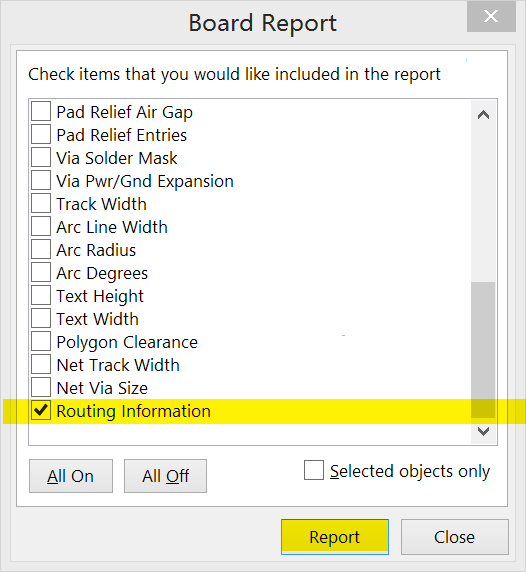 Board Report
Check items that you would like included in the report
Pad Relief Air Gap
Pad Relief Entries
Via Solder Mask
Via Pwr/Gnd Expansion
Track Width
Arc Line Width
Arc Radius
Arc Degrees
Text Height
Text Width
Polygon Clearance
Net Track Width
Net Via Size
Routing Information
All On All Off Selected objects only
Report Close